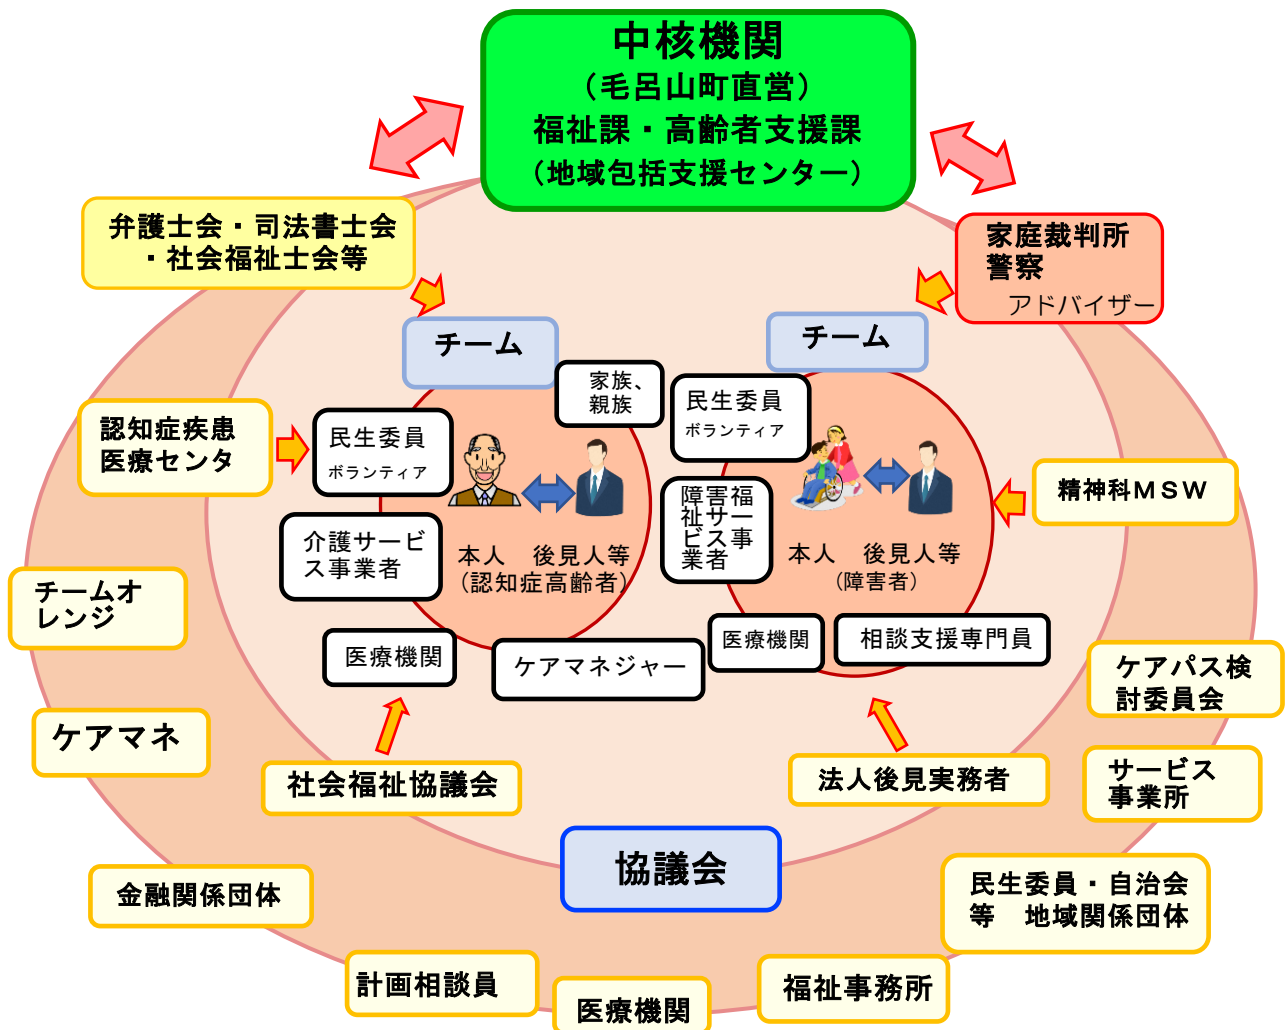 中核機関
（毛呂山町直営）
福祉課・高齢者支援課
（地域包括支援センター）
弁護士会・司法書士会
・社会福祉士会等
家庭裁判所
警察
アドバイザー
チーム
チーム
家族、
親族
民生委員
ボランティア
民生委員
ボランティア
認知症疾患
医療センタ
精神科ＭＳＷ
介護サービ
ス事業者
障害福
祉サー
ビス事
業者
本人　後見人等
（認知症高齢者）
本人　後見人等
（障害者）
チームオ
レンジ
医療機関
ケアマネジャー
医療機関
相談支援専門員
ケアパス検
討委員会
ケアマネ
社会福祉協議会
法人後見実務者
サービス
事業所
協議会
金融関係団体
民生委員・自治会
等　地域関係団体
計画相談員
医療機関
福祉事務所